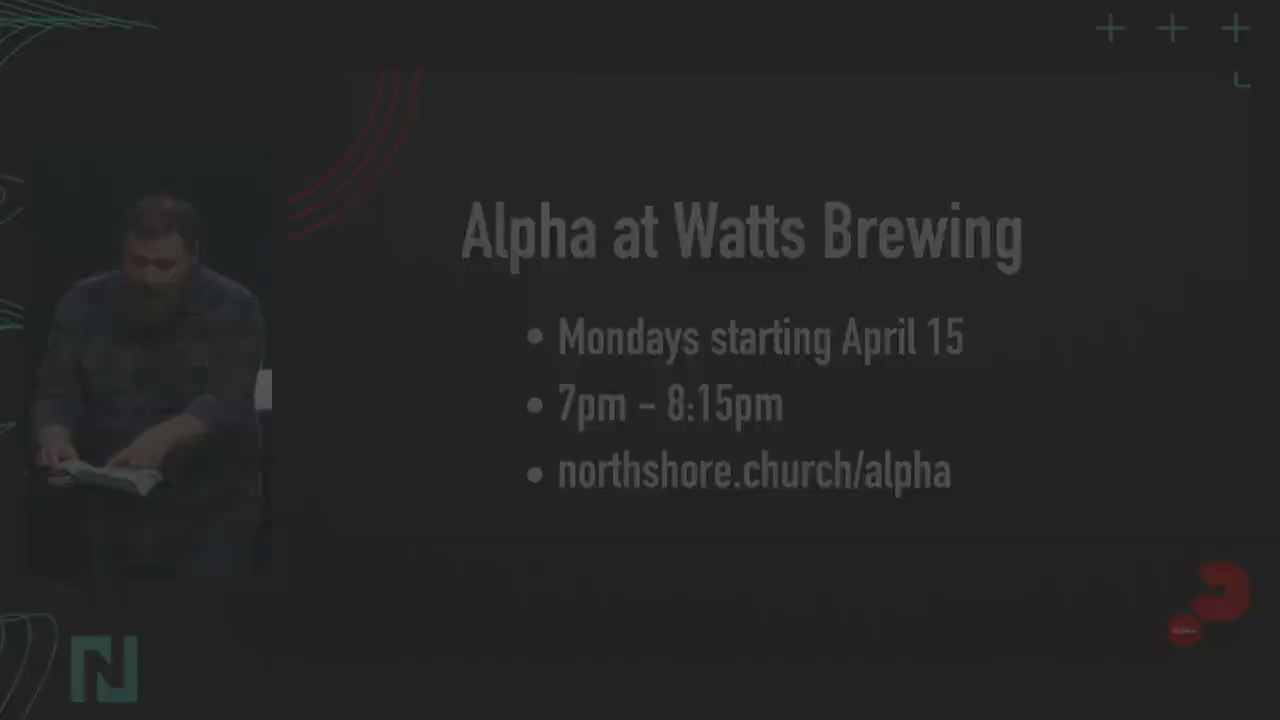 Alpha at Watts Brewing
• Mondays starting April 15
• 7pm - 8:15pm
• northshore.church/alpha
N